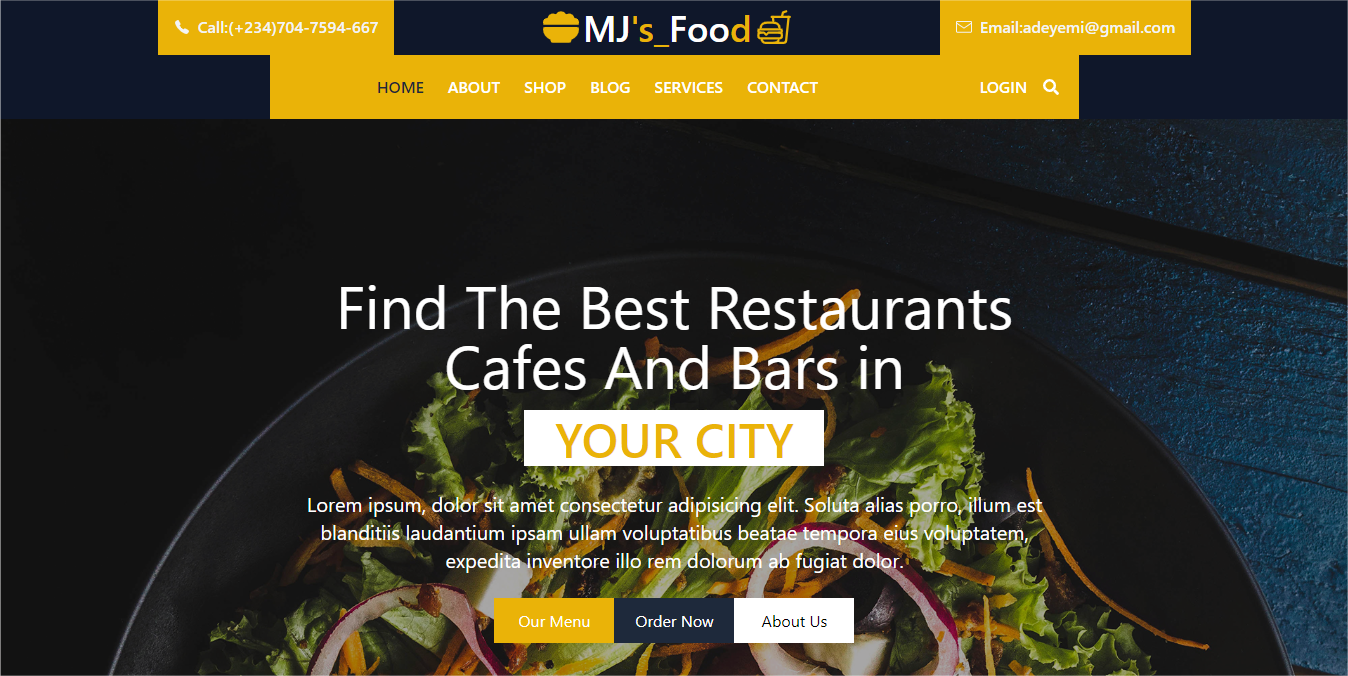 Call:(+234)704-7594-667
MJ's_Food
Email:adeyemi@gmail.com
HOME ABOUT SHOP BLOG SERVICES CONTACT LOGIN
Find The Best Restaurants
Cafes And Bars in
YOUR CITY
Lorem ipsum, dolor sit amet consectetur adipisicing elit. Soluta alias porro, illum est
blanditiis laudantium ipsam ullam voluptatibus beatae tempora eius voluptatem,
expedita inventore illo rem dolorum ab fugiat dolor.
Our Menu Order Now About Us